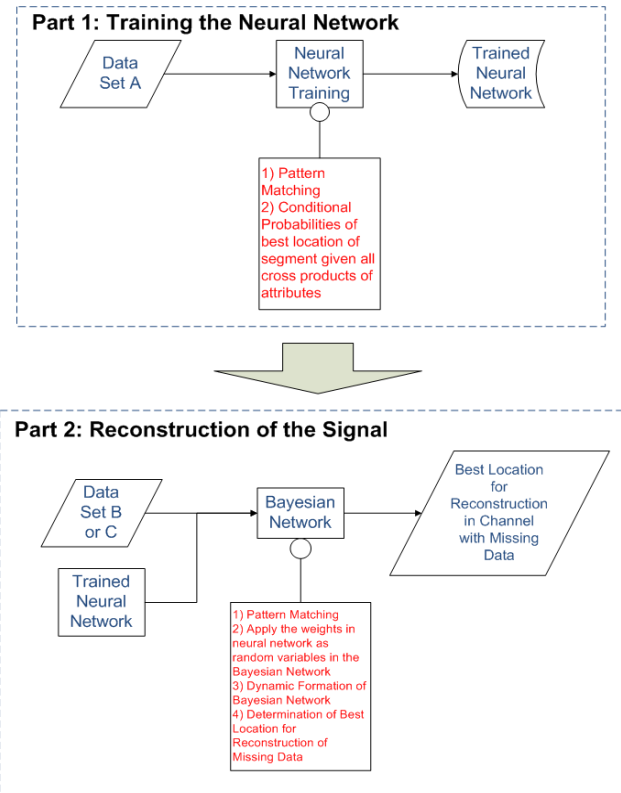 Part 1: Training the Neural Network
Data
Set A
Neural
Network
Training
Trained
Neural
Network
1) Pattern
Matching
2) Conditional
Probabilities of
best location of
segment given all
cross products of
attributes
Part 2: Reconstruction of the Signal
Data
Set B
or C
Trained
Neural
Network
Bayesian
Network
Best Location
for
Reconstruction
in Channel
with Missing
Data
1) Pattern Matching
2) Apply the weights in
neural network as
random variables in the
Bayesian Network
3) Dynamic Formation of
Bayesian Network
4) Determination of Best
Location for
Reconstruction of
Missing Data